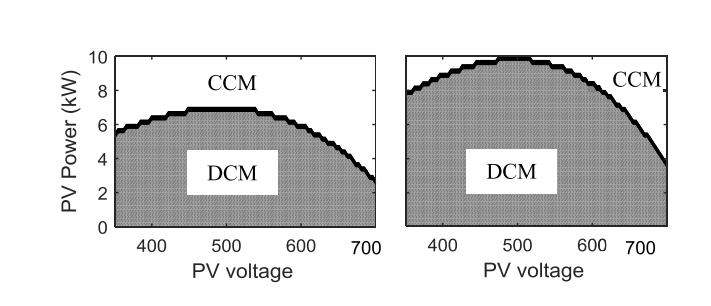 10
8
6
4
2
0
PV Power (kW)
CCM
DCM
400 500 600 700
PV voltage
CCM
DCM
400 500 600 700
PV voltage